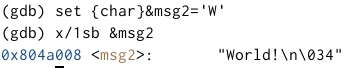 (gdb) set {char}&msg2='W'
(gdb) x/1sb &msg2
0x804a008 <msg2>:        "World!\n\034"